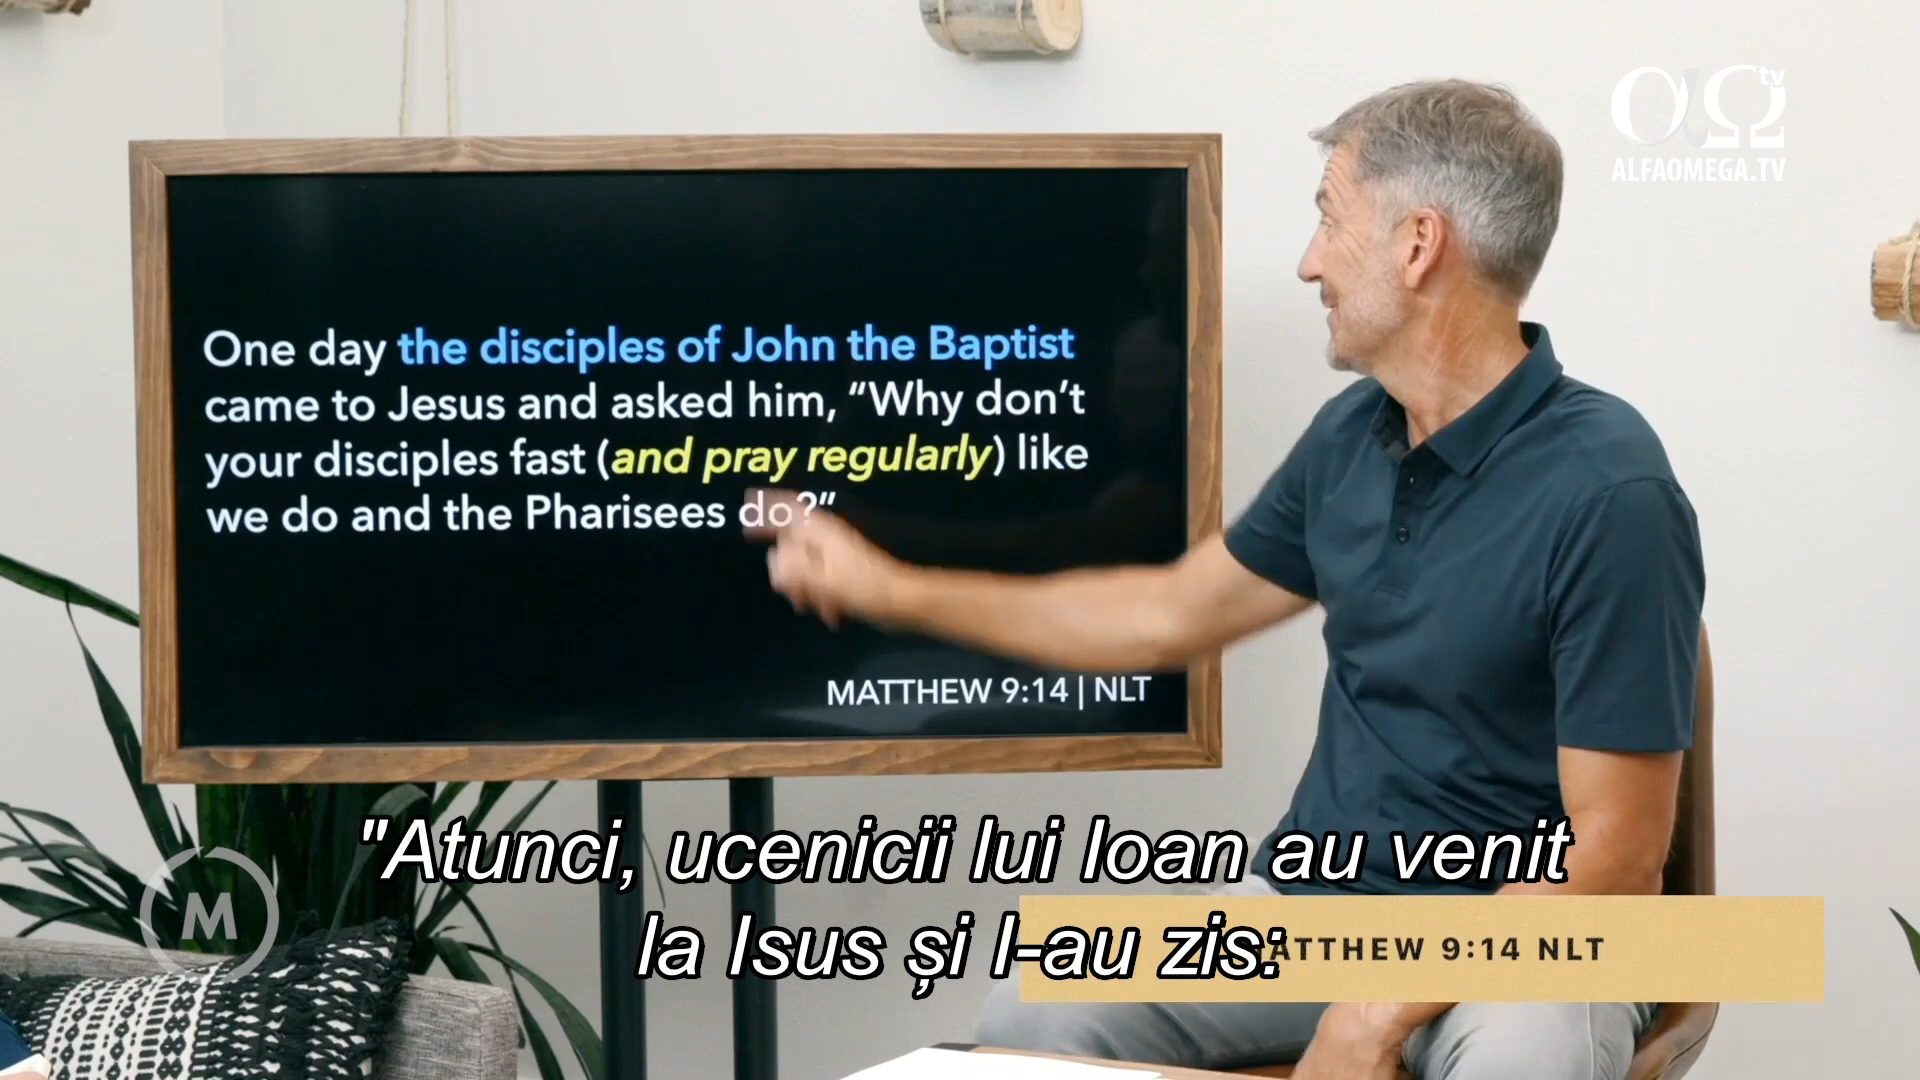 αΩ tv
ALFAOMEGA.TV
One day the disciples of John the Baptist
came to Jesus and asked him, “Why don’t
your disciples fast (and pray regularly) like
we do and the Pharisees do?”
MATTHEW 9:14 | NLT
"Atunci, ucenicii lui Ioan au venit
la Isus și I-au zis:
ATTHEW 9:14 NLT
M